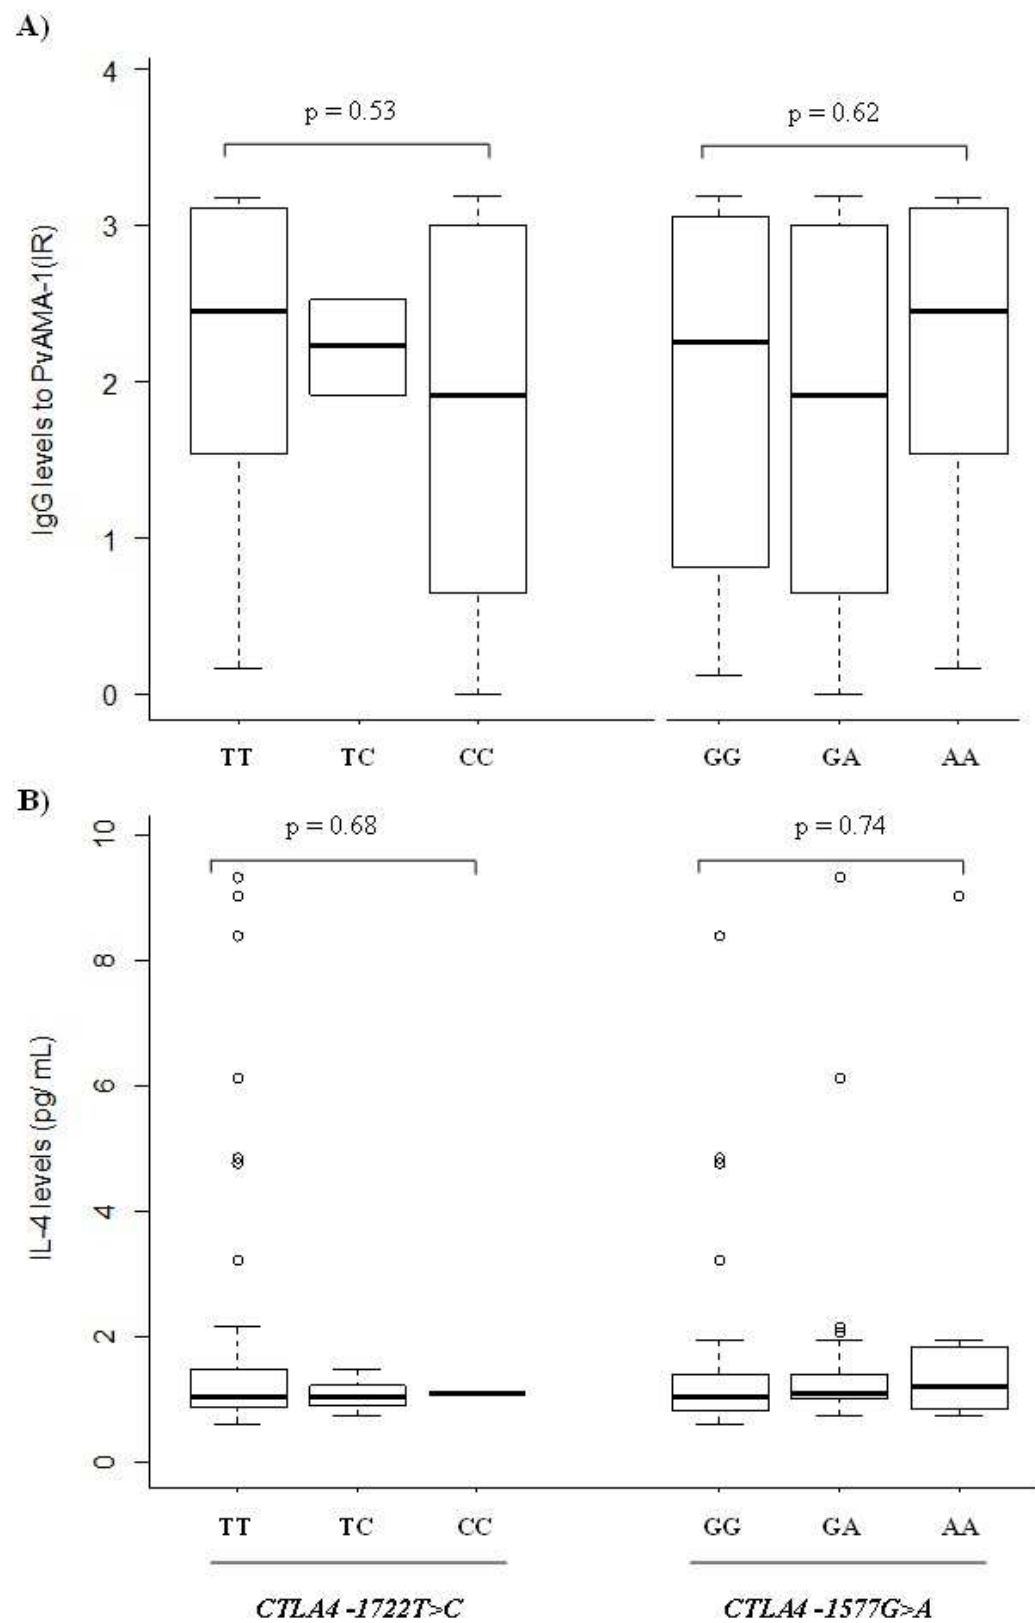 A)
4
3
2
1
0
IgG levels to PvAMA-1(IR)
p = 0.53
p = 0.62
TT TC CC GG GA AA
B)
10
8
6
4
2
0
IL-4 levels (pg/ mL)
p = 0.68
p = 0.74
TT TC CC GG GA AA
CTLA4 -1722T>C CTLA4 -1577G>A